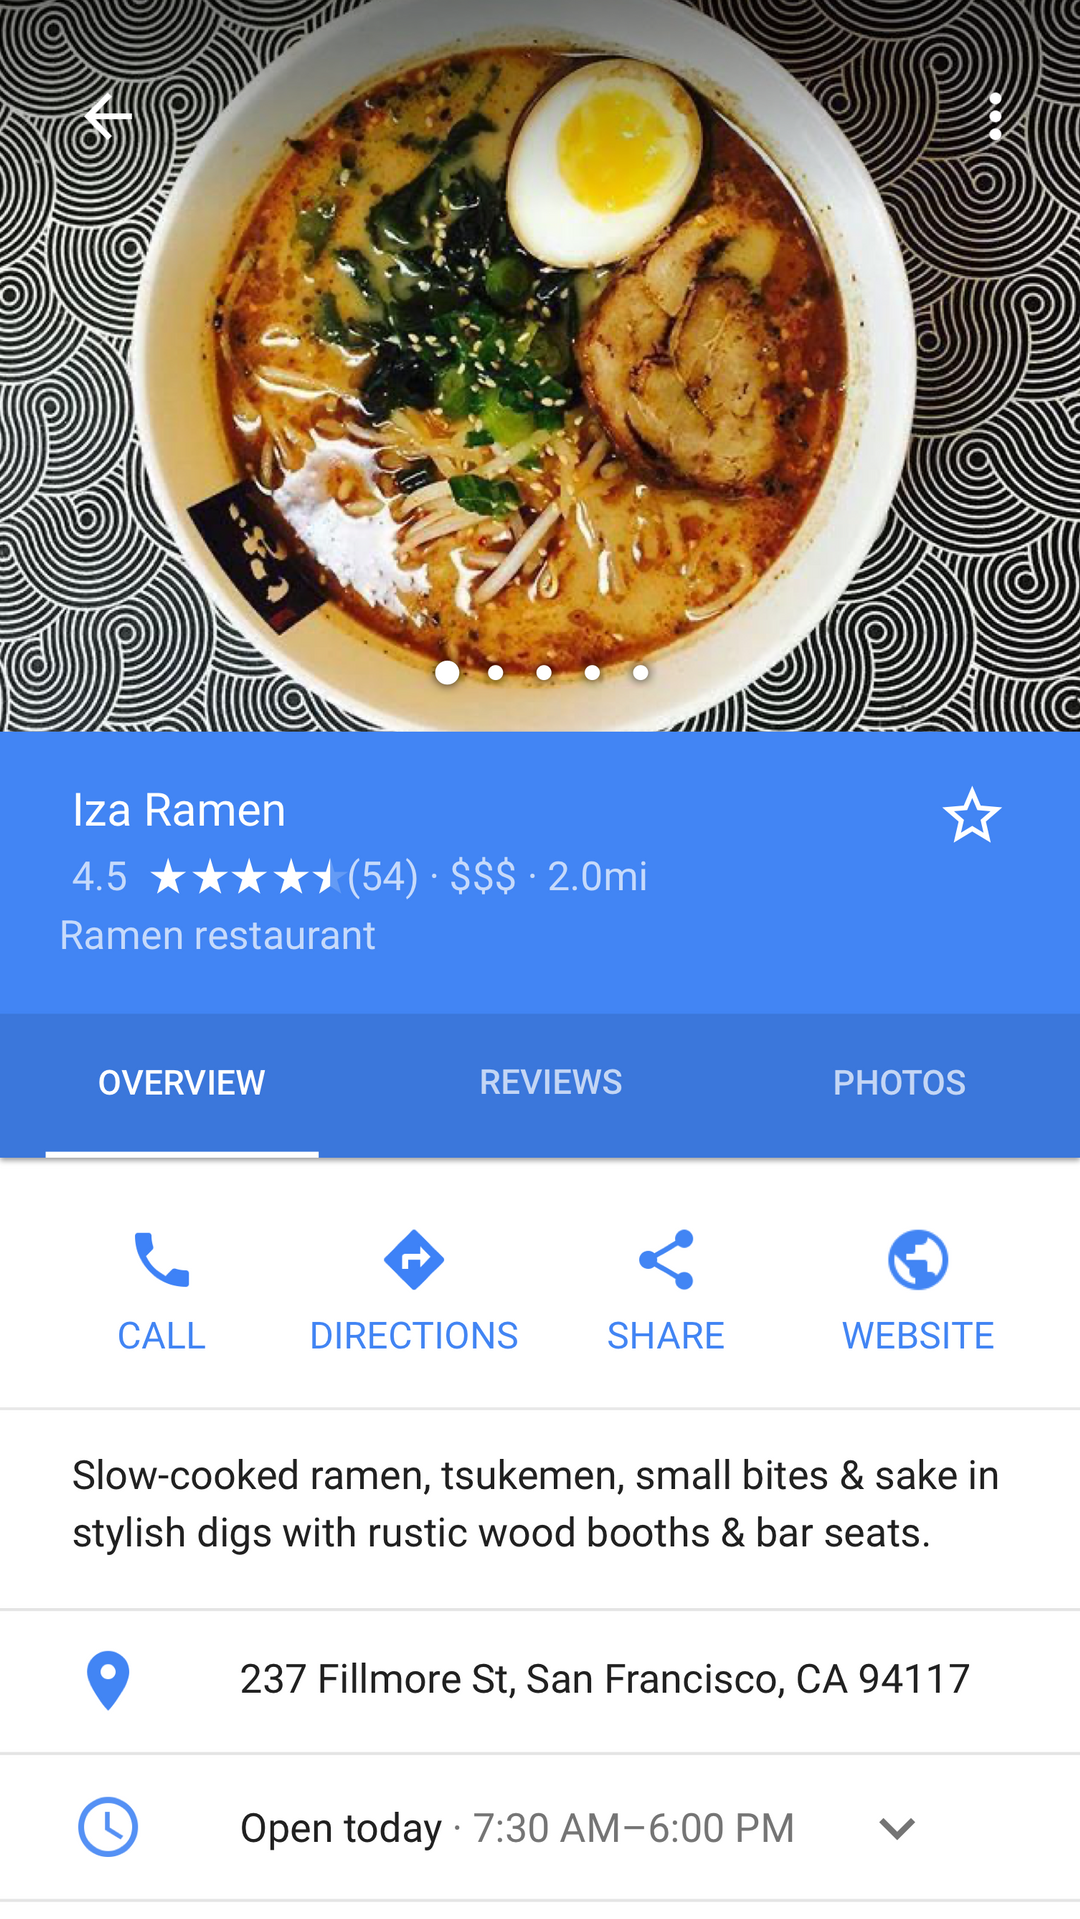 Iza Ramen
4.5 (54) · $$$ · 2.0mi
Ramen restaurant
OVERVIEW REVIEWS PHOTOS
CALL DIRECTIONS SHARE WEBSITE
Slow-cooked ramen, tsukemen, small bites & sake in
stylish digs with rustic wood booths & bar seats.
237 Fillmore St, San Francisco, CA 94117
Open today · 7:30 AM–6:00 PM